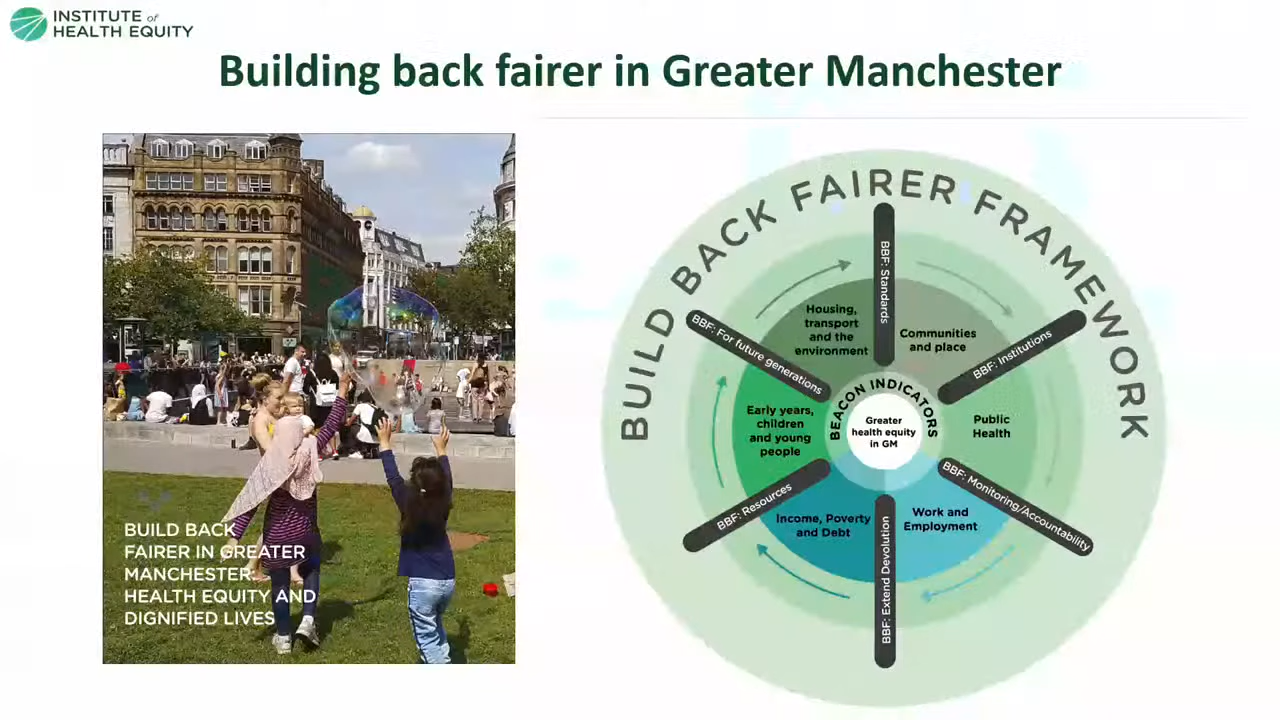 INSTITUTE of
HEALTH EQUITY
Building back fairer in Greater Manchester
BUILD BACK
FAIRER IN GREATER
MANCHESTER:
HEALTH EQUITY AND
DIGNIFIED LIVES
BUILD BACK FAIRER FRAMEWORK
BBF: Standards
BBF: Institutions
BBF: Monitoring/Accountability
BBF: Extend Devolution
BBF: Resources
BBF: For future generations
Housing,
transport
and the
environment
Communities
and place
Public
Health
Work and
Employment
Income, Poverty
and Debt
Early years,
children
and young
people
BEACON INDICATORS
Greater
health equity
in GM